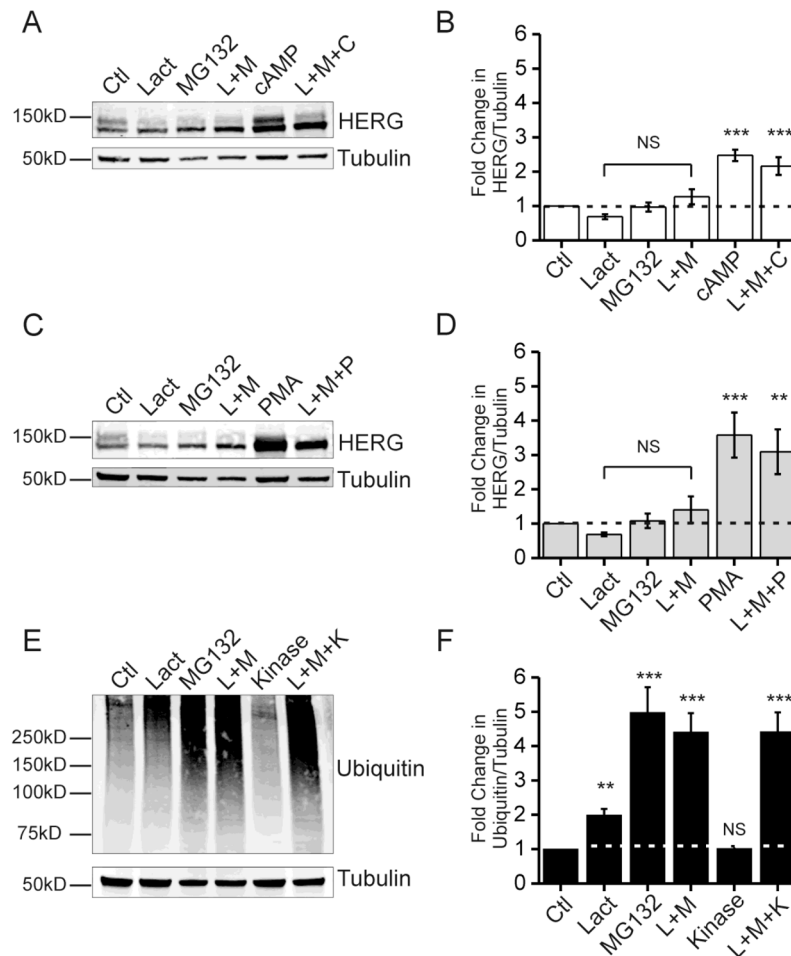 A
Ctl Lact MG132 L+M cAMP L+M+C
150kD HERG
50kD Tubulin
B
Fold Change in
HERG/Tubulin
6
5
4
3
2
1
0
NS *** ***
Ctl Lact MG132 L+M cAMP L+M+C
C
Ctl Lact MG132 L+M PMA L+M+P
150kD HERG
50kD Tubulin
D
Fold Change in
HERG/Tubulin
6
5
4
3
2
1
0
NS *** **
Ctl Lact MG132 L+M PMA L+M+P
E
Ctl Lact MG132 L+M Kinase L+M+K
250kD
150kD Ubiquitin
100kD
75kD
50kD Tubulin
F
Fold Change in
Ubiquitin/Tubulin
6
5
4
3
2
1
0
** *** *** NS ***
Ctl Lact MG132 L+M Kinase L+M+K